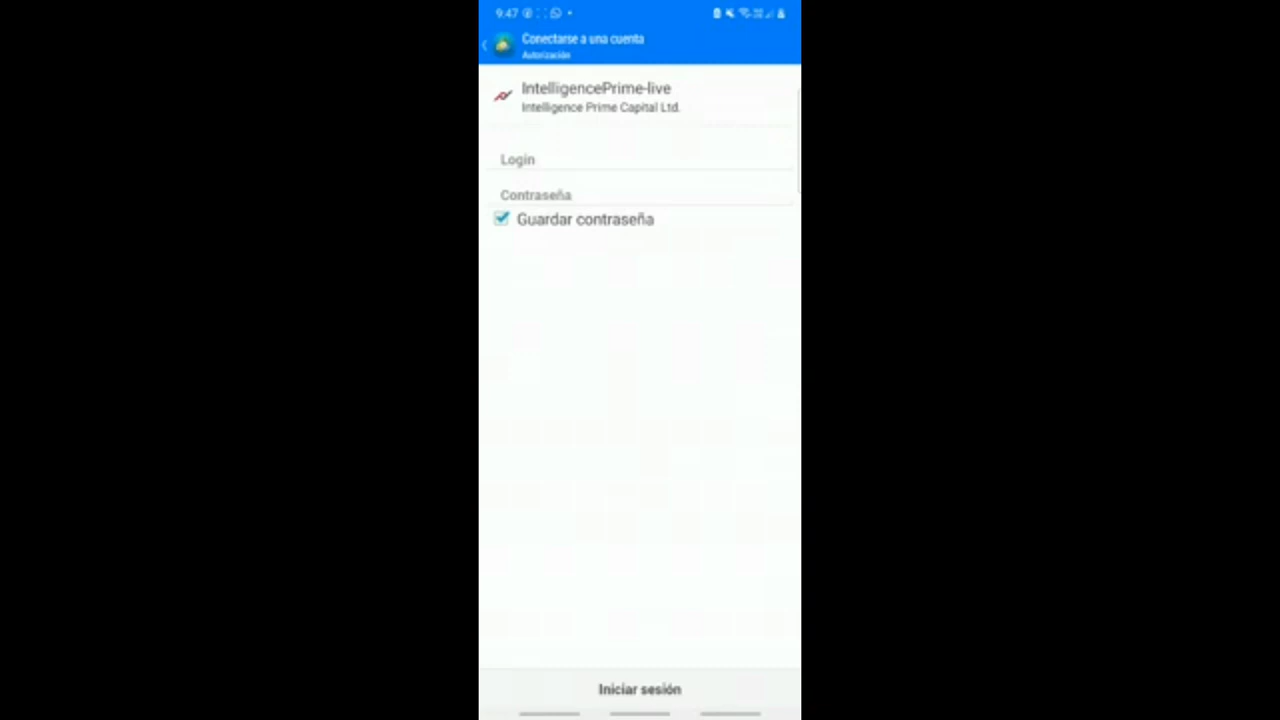 9:47
Conectarse a una cuenta
Autorización
IntelligencePrime-live
Intelligence Prime Capital Ltd.
Login
Contraseña
Guardar contraseña
Iniciar sesión